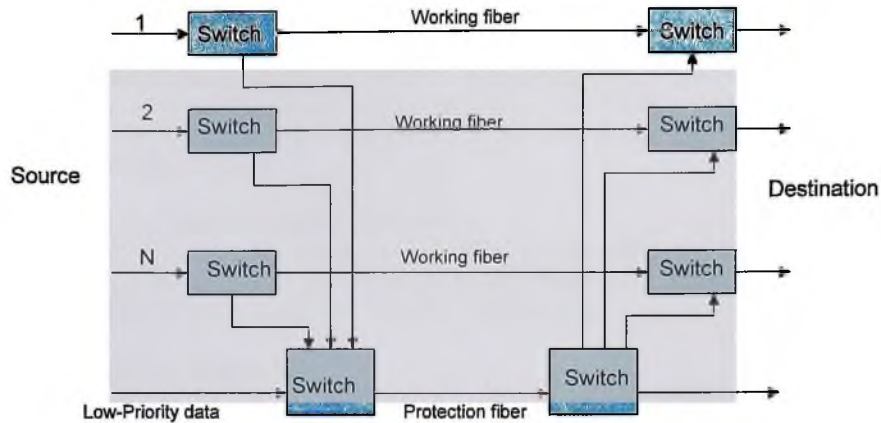 1
Switch
Working fiber
Switch
2
Switch
Working fiber
Switch
Source
Destination
N
Switch
Working fiber
Switch
Switch
Switch
Low-Priority data
Protection fiber